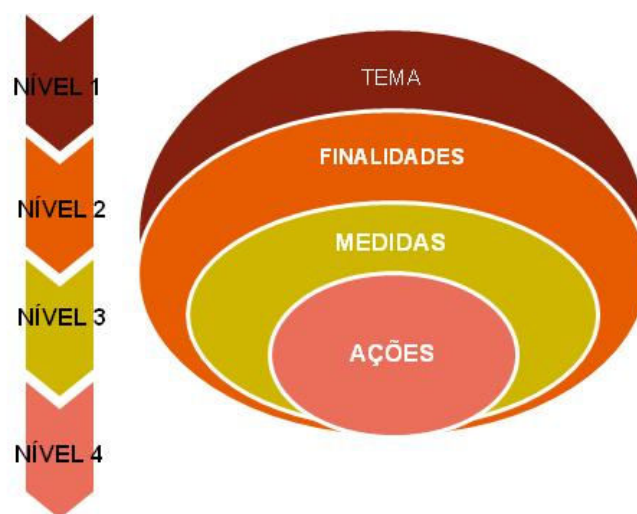 NÍVEL 1
NÍVEL 2
NÍVEL 3
NÍVEL 4
TEMA
FINALIDADES
MEDIDAS
AÇÕES